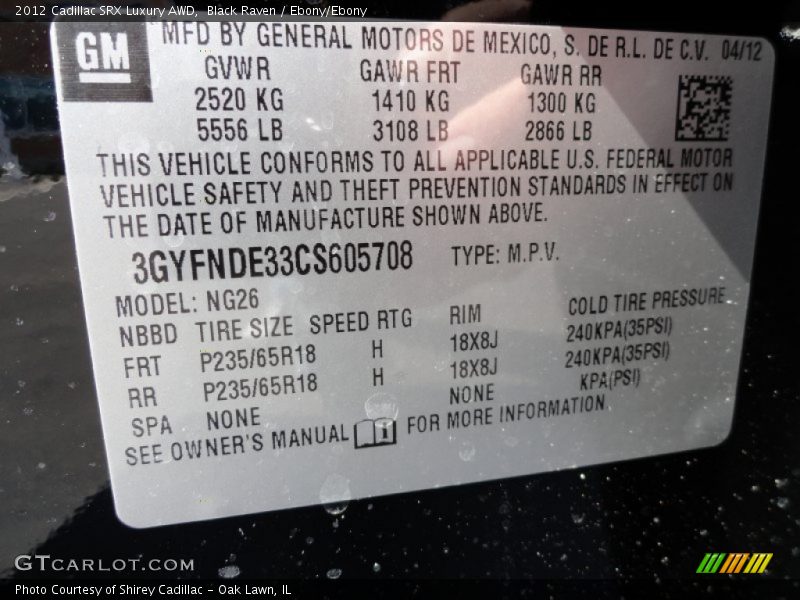 2012 Cadillac SRX Luxury AWD, Black Raven / Ebony/Ebony
GM
MFD BY GENERAL MOTORS DE MEXICO, S. DE R.L. DE C.V. 04/12
GVWR GAWR FRT GAWR RR
2520 KG 1410 KG 1300 KG
5556 LB 3108 LB 2866 LB
THIS VEHICLE CONFORMS TO ALL APPLICABLE U.S. FEDERAL MOTOR
VEHICLE SAFETY AND THEFT PREVENTION STANDARDS IN EFFECT ON
THE DATE OF MANUFACTURE SHOWN ABOVE.
3GYFNDE33CS605708 TYPE: M.P.V.
MODEL: NG26
NBBD TIRE SIZE SPEED RTG RIM COLD TIRE PRESSURE
FRT P235/65R18 H 18X8J 240KPA(35PSI)
RR P235/65R18 H 18X8J 240KPA(35PSI)
SPA NONE NONE KPA(PSI)
SEE OWNER'S MANUAL i FOR MORE INFORMATION
GTCARLOT.COM
Photo Courtesy of Shirey Cadillac - Oak Lawn, IL